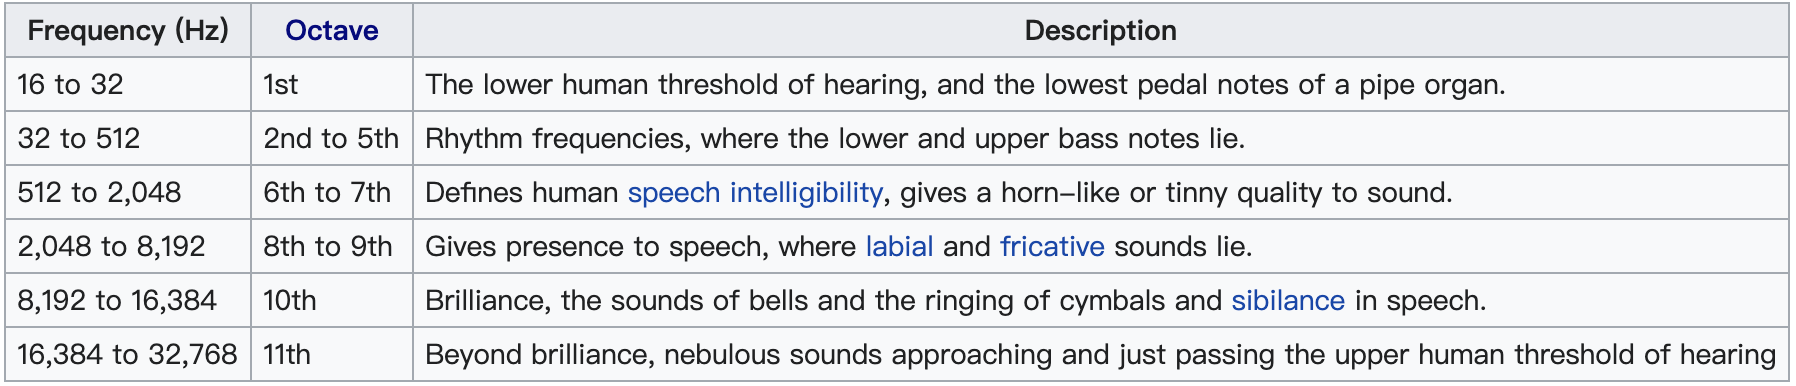 Frequency (Hz) Octave Description
16 to 32 1st The lower human threshold of hearing, and the lowest pedal notes of a pipe organ.
32 to 512 2nd to 5th Rhythm frequencies, where the lower and upper bass notes lie.
512 to 2,048 6th to 7th Defines human speech intelligibility, gives a horn–like or tinny quality to sound.
2,048 to 8,192 8th to 9th Gives presence to speech, where labial and fricative sounds lie.
8,192 to 16,384 10th Brilliance, the sounds of bells and the ringing of cymbals and sibilance in speech.
16,384 to 32,768 11th Beyond brilliance, nebulous sounds approaching and just passing the upper human threshold of hearing